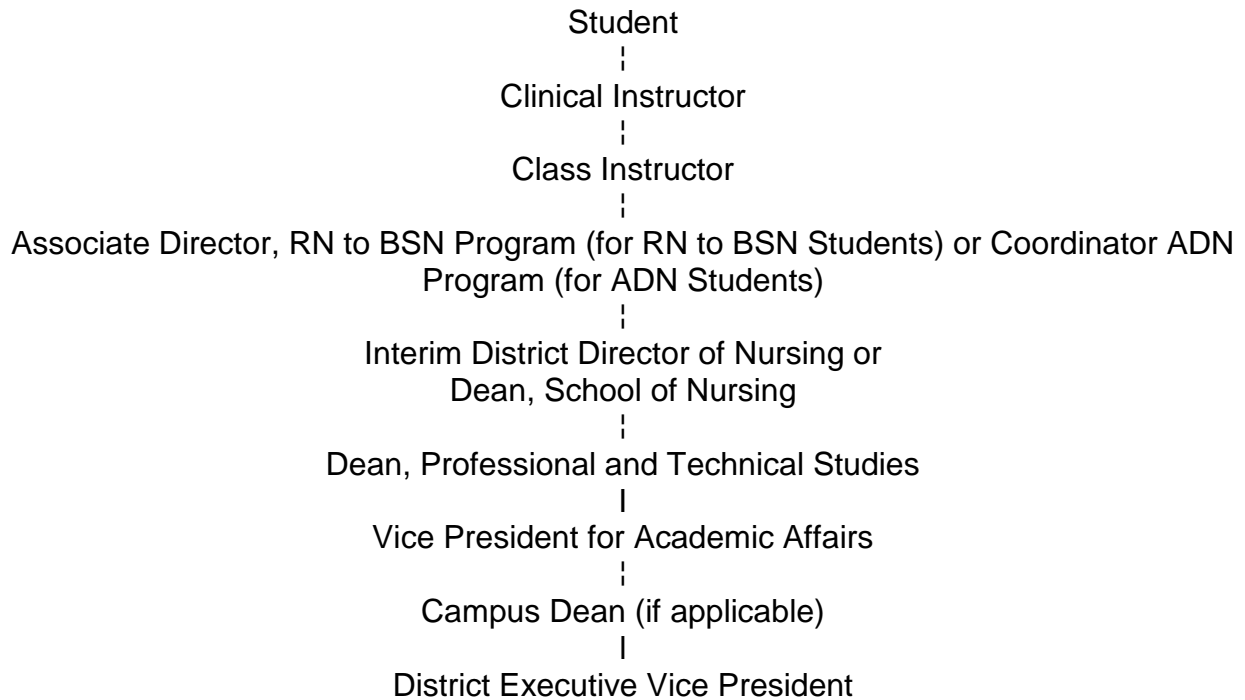 Student
Clinical Instructor
Class Instructor
Associate Director, RN to BSN Program (for RN to BSN Students) or Coordinator ADN
Program (for ADN Students)
Interim District Director of Nursing or
Dean, School of Nursing
Dean, Professional and Technical Studies
Vice President for Academic Affairs
Campus Dean (if applicable)
District Executive Vice President